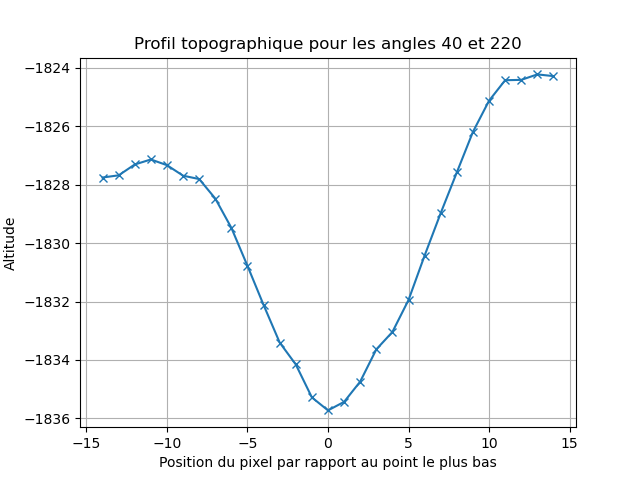 Profil topographique pour les angles 40 et 220
Altitude
−1824
−1826
−1828
−1830
−1832
−1834
−1836
−15 −10 −5 0 5 10 15
Position du pixel par rapport au point le plus bas